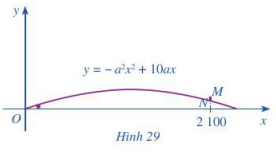 y
y = – a²x² + 10ax
M
N
O
2 100
x
Hình 29